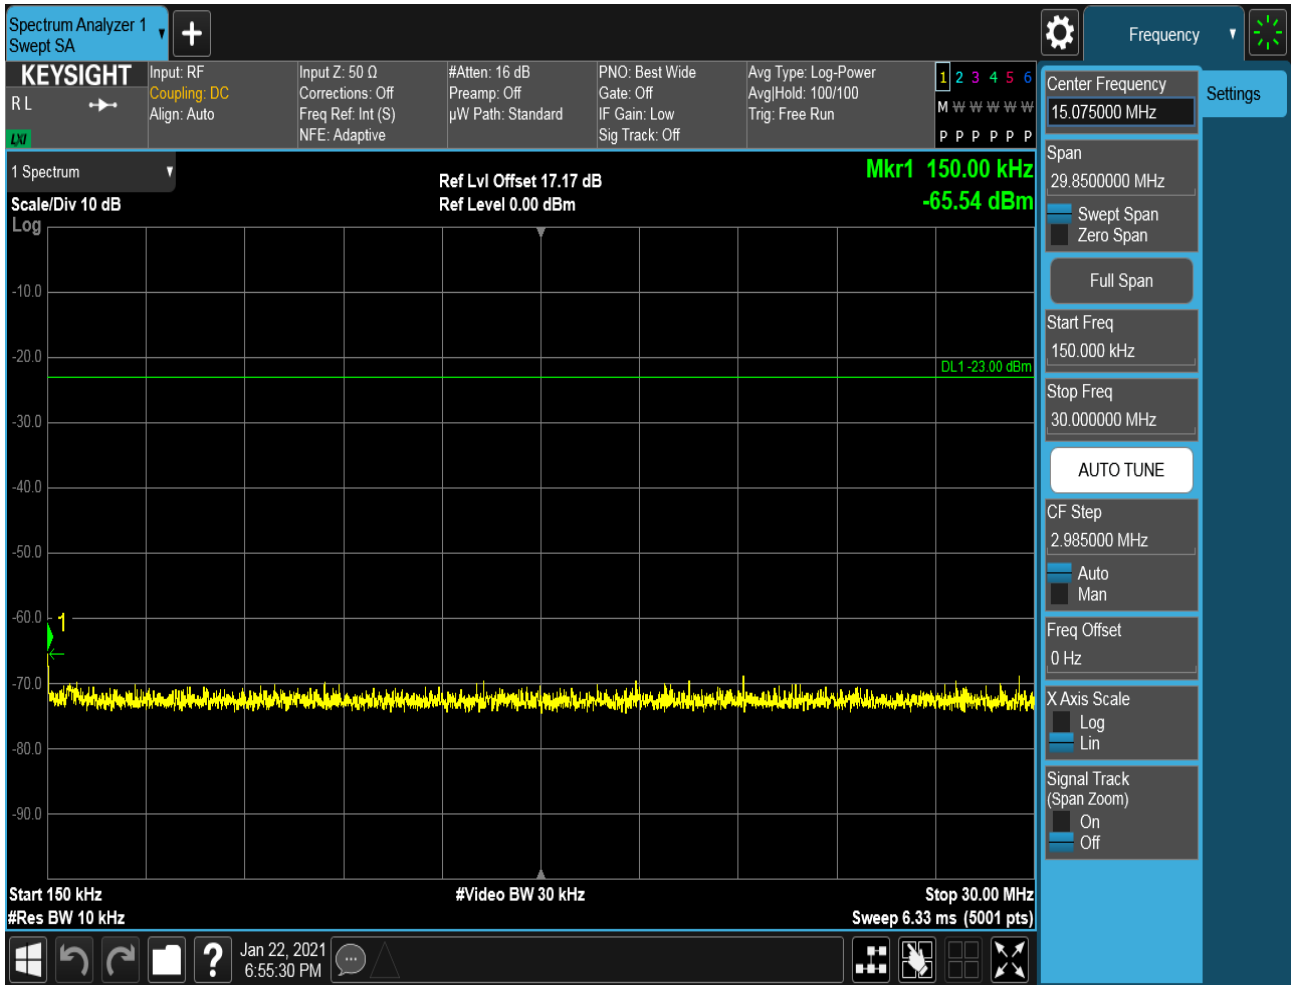 Spectrum Analyzer 1
Swept SA
Frequency
KEYSIGHT
R L
LXI
Input: RF
Coupling: DC
Align: Auto
Input Z: 50 Ω
Corrections: Off
Freq Ref: Int (S)
NFE: Adaptive
#Atten: 16 dB
Preamp: Off
µW Path: Standard
PNO: Best Wide
Gate: Off
IF Gain: Low
Sig Track: Off
Avg Type: Log-Power
Avg|Hold: 100/100
Trig: Free Run
1 2 3 4 5 6
M W W W W W
P P P P P P
Center Frequency
15.075000 MHz
Settings
1 Spectrum
Scale/Div 10 dB
Log
Ref Lvl Offset 17.17 dB
Ref Level 0.00 dBm
Mkr1 150.00 kHz
-65.54 dBm
Span
29.8500000 MHz
Swept Span
Zero Span
Full Span
Start Freq
150.000 kHz
Stop Freq
30.000000 MHz
AUTO TUNE
CF Step
2.985000 MHz
Auto
Man
Freq Offset
0 Hz
X Axis Scale
Log
Lin
Signal Track
(Span Zoom)
On
Off
-10.0
-20.0
DL1 -23.00 dBm
-30.0
-40.0
-50.0
-60.0
1
-70.0
-80.0
-90.0
Start 150 kHz
#Video BW 30 kHz
Stop 30.00 MHz
#Res BW 10 kHz
Sweep 6.33 ms (5001 pts)
?
Jan 22, 2021
6:55:30 PM